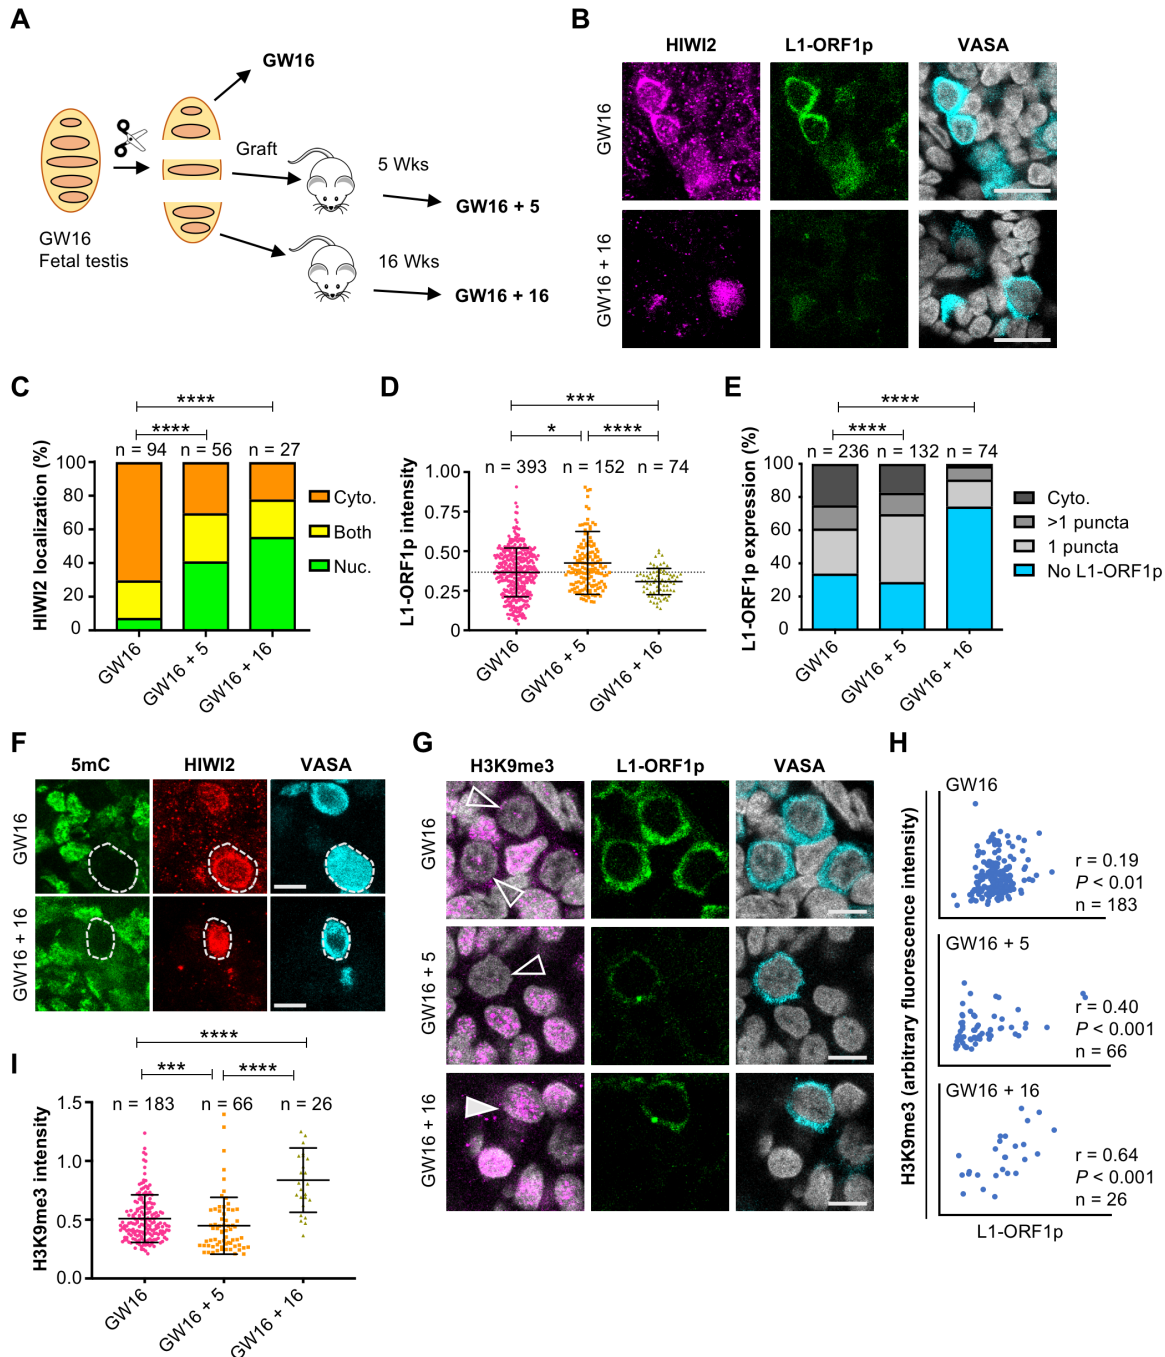 A
GW16
Graft
5 Wks
GW16 + 5
GW16
Fetal testis
16 Wks
GW16 + 16
B
HIWI2 L1-ORF1p VASA
GW16
GW16 + 16
C
****
****
n = 94 n = 56 n = 27
HIWI2 localization (%)
100
80
60
40
20
0
Cyto.
Both
Nuc.
GW16
GW16 + 5
GW16 + 16
D
***
* ****
n = 393 n = 152 n = 74
L1-ORF1p intensity
1.00
0.75
0.50
0.25
0
GW16
GW16 + 5
GW16 + 16
E
****
****
n = 236 n = 132 n = 74
L1-ORF1p expression (%)
100
80
60
40
20
0
Cyto.
>1 puncta
1 puncta
No L1-ORF1p
GW16
GW16 + 5
GW16 + 16
F
5mC HIWI2 VASA
GW16
GW16 + 16
G
H3K9me3 L1-ORF1p VASA
GW16
GW16 + 5
GW16 + 16
H
H3K9me3 (arbitrary fluorescence intensity)
GW16
r = 0.19
P < 0.01
n = 183
GW16 + 5
r = 0.40
P < 0.001
n = 66
GW16 + 16
r = 0.64
P < 0.001
n = 26
L1-ORF1p
I
****
*** ****
n = 183 n = 66 n = 26
H3K9me3 intensity
1.5
1.0
0.5
0.0
GW16
GW16 + 5
GW16 + 16